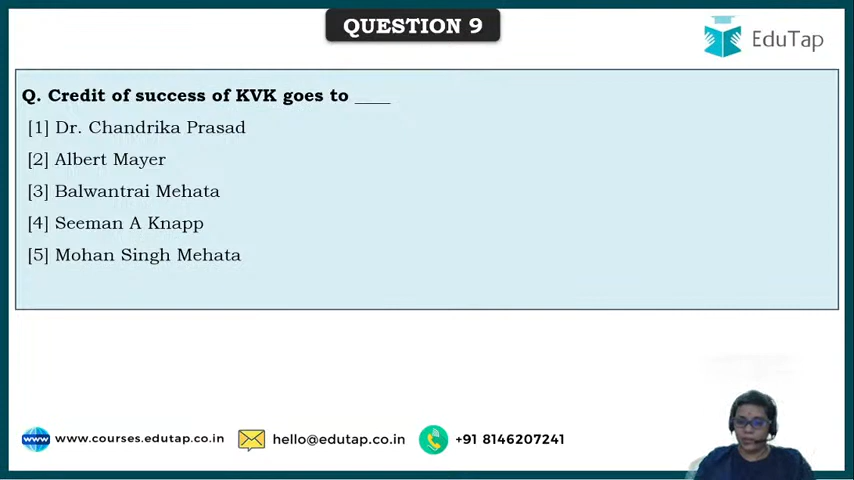 QUESTION 9
EduTap
Q. Credit of success of KVK goes to ____
[1] Dr. Chandrika Prasad
[2] Albert Mayer
[3] Balwantrai Mehata
[4] Seeman A Knapp
[5] Mohan Singh Mehata
www www.courses.edutap.co.in hello@edutap.co.in +91 8146207241